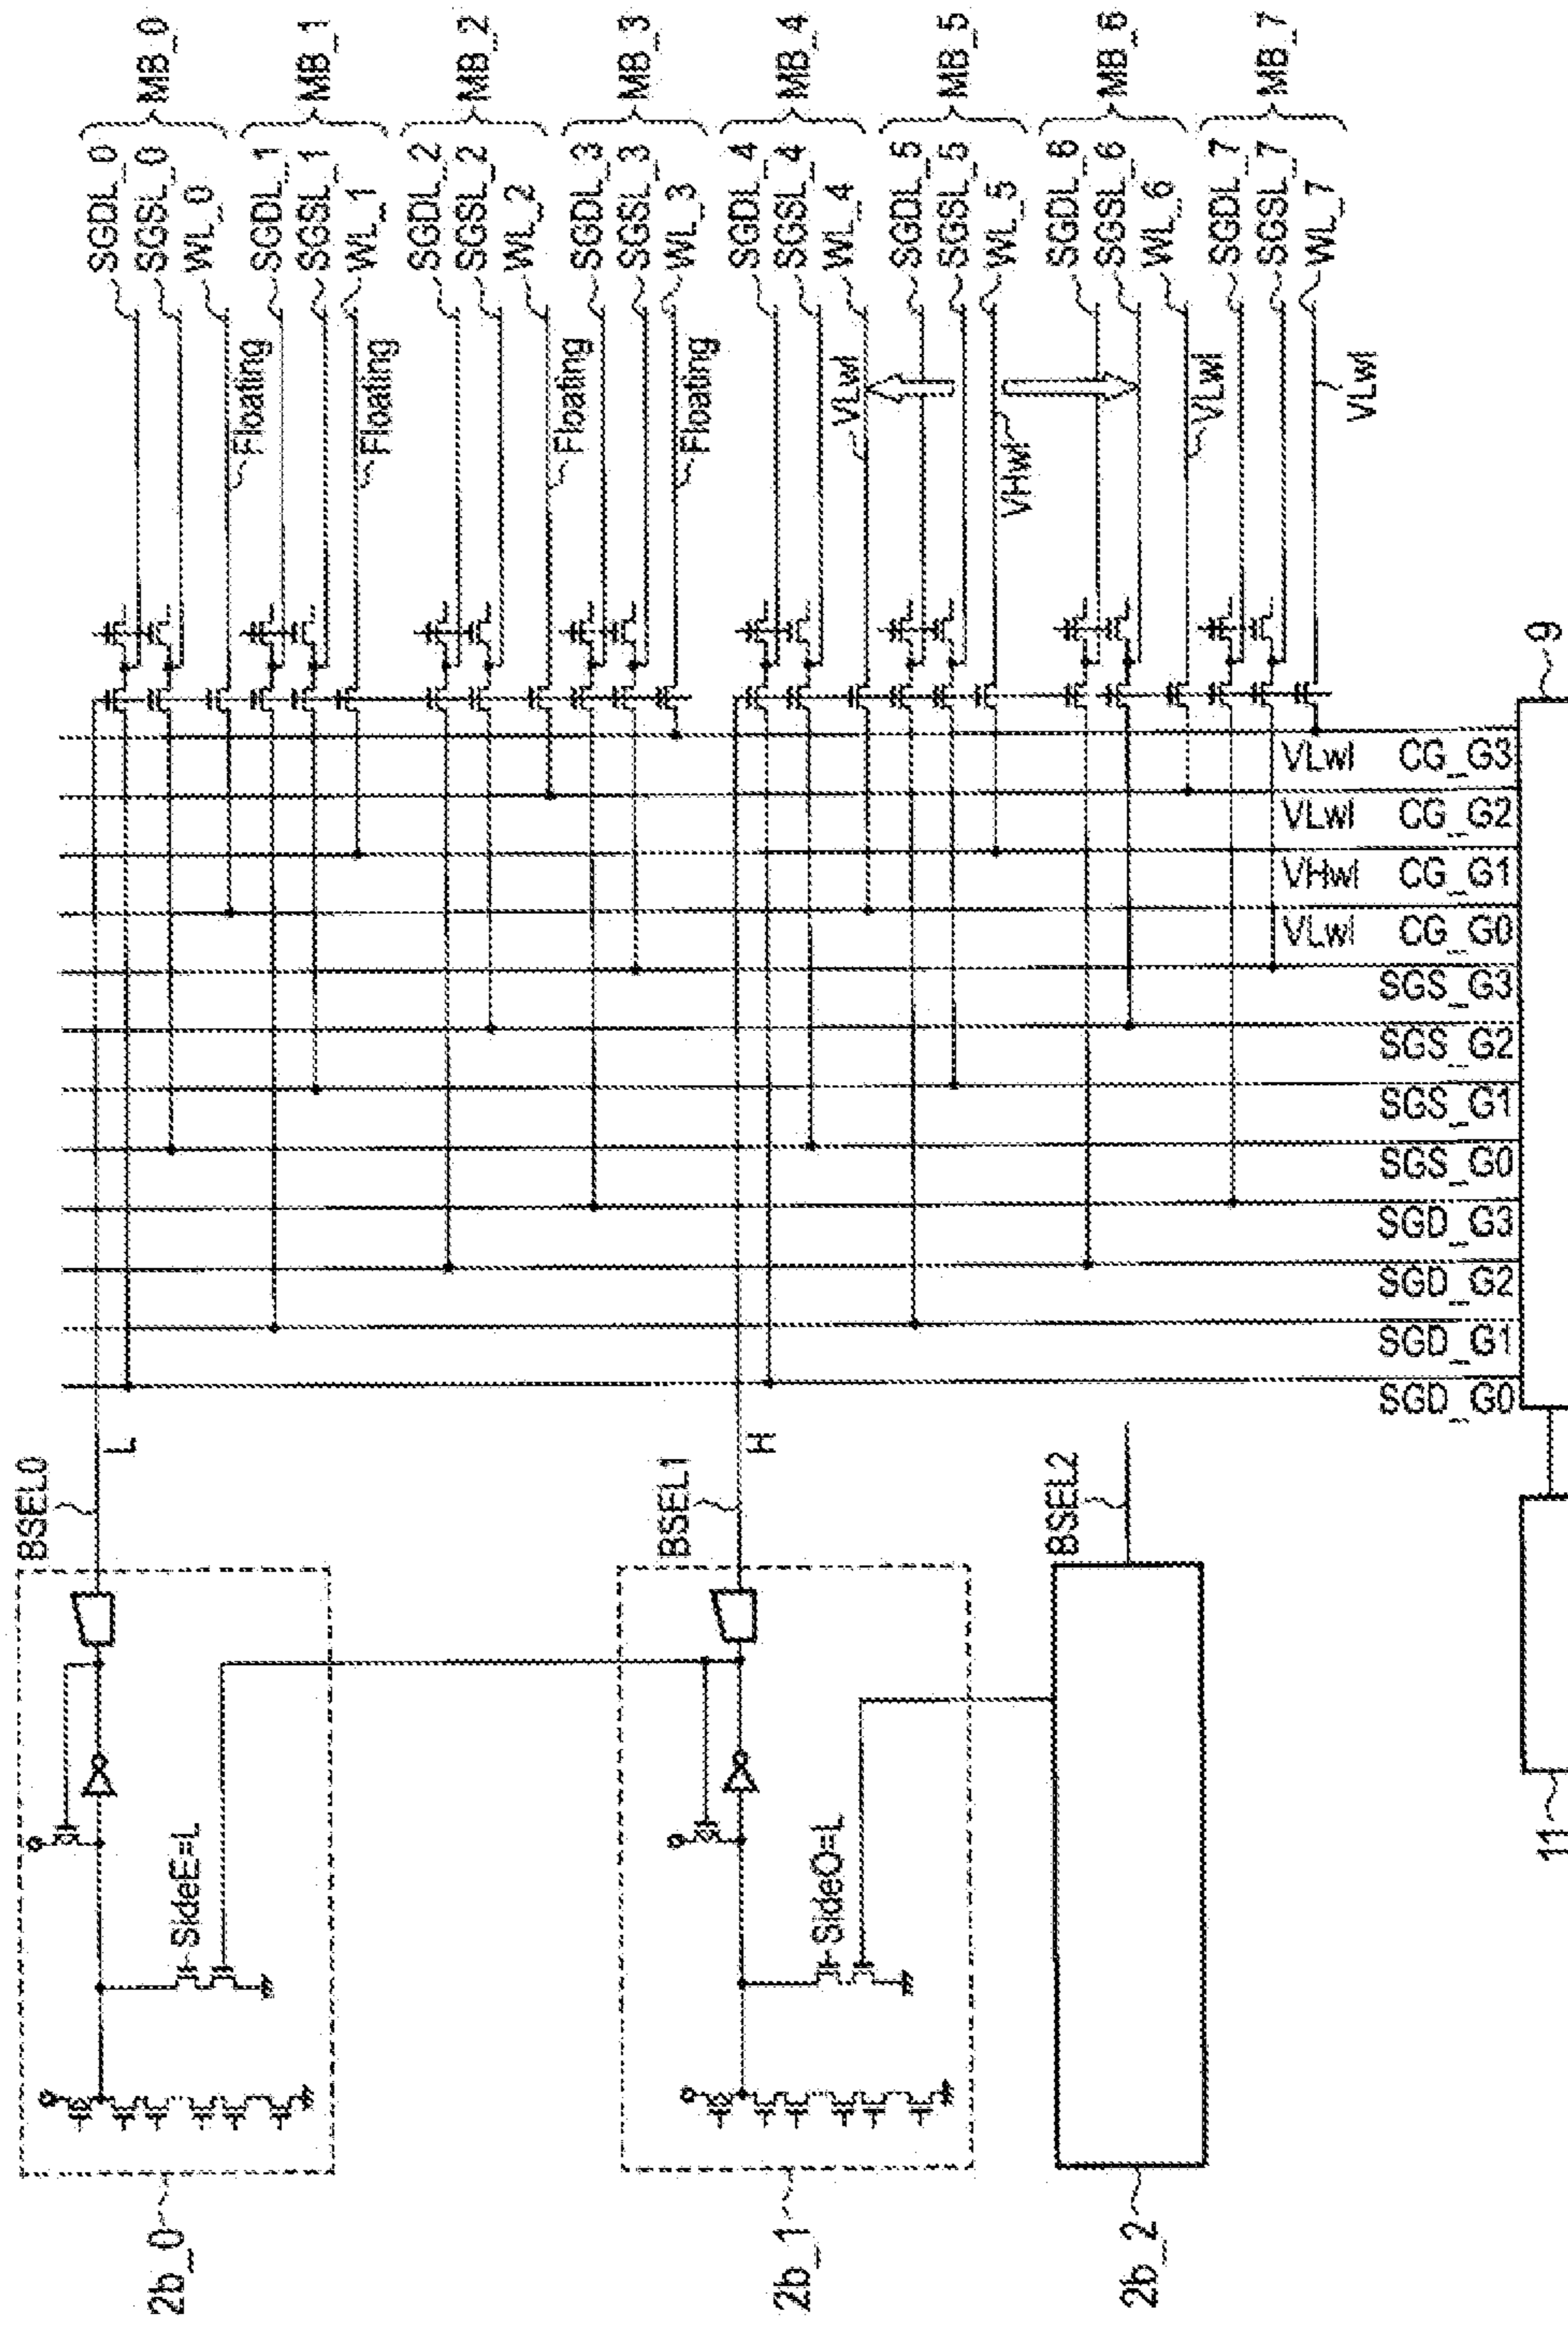 BSEL0
L
2b_0
SideE=L
BSEL1
H
2b_1
SideO=L
BSEL2
2b_2
SGDL_0
SGSL_0
WL_0
MB_0
Floating
SGDL_1
SGSL_1
WL_1
MB_1
Floating
SGDL_2
SGSL_2
WL_2
MB_2
Floating
SGDL_3
SGSL_3
WL_3
MB_3
Floating
SGDL_4
SGSL_4
WL_4
MB_4
VLwl
SGDL_5
SGSL_5
WL_5
MB_5
VHwl
SGDL_6
SGSL_6
WL_6
MB_6
VLwl
SGDL_7
SGSL_7
WL_7
MB_7
VLwl
SGD_G0
SGD_G1
SGD_G2
SGD_G3
SGS_G0
SGS_G1
SGS_G2
SGS_G3
VLwl CG_G0
VHwl CG_G1
VLwl CG_G2
VLwl CG_G3
11
9